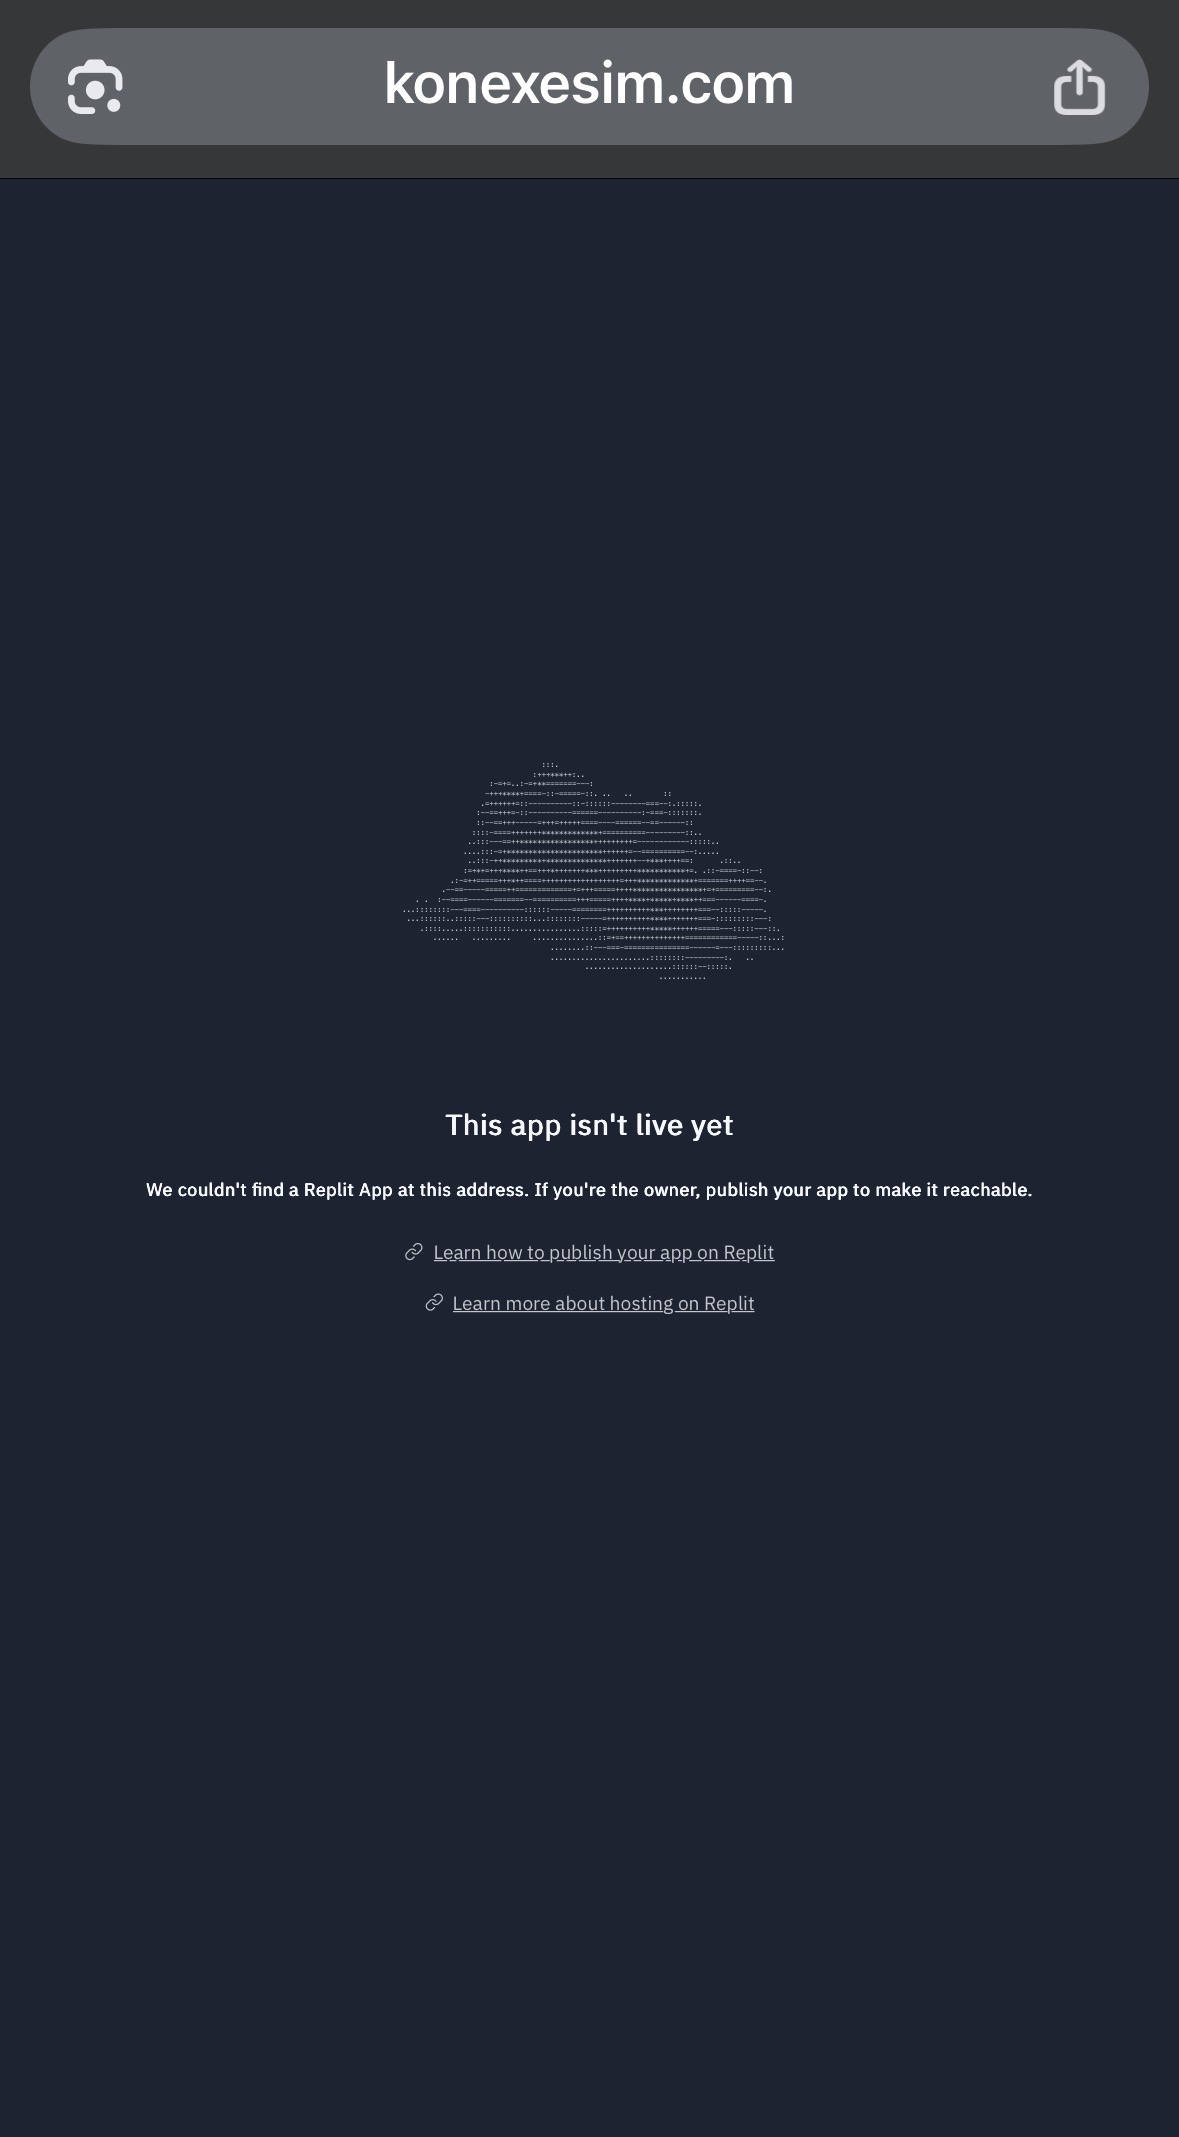 konexesim.com
This app isn't live yet
We couldn't find a Replit App at this address. If you're the owner, publish your app to make it reachable.
Learn how to publish your app on Replit
Learn more about hosting on Replit